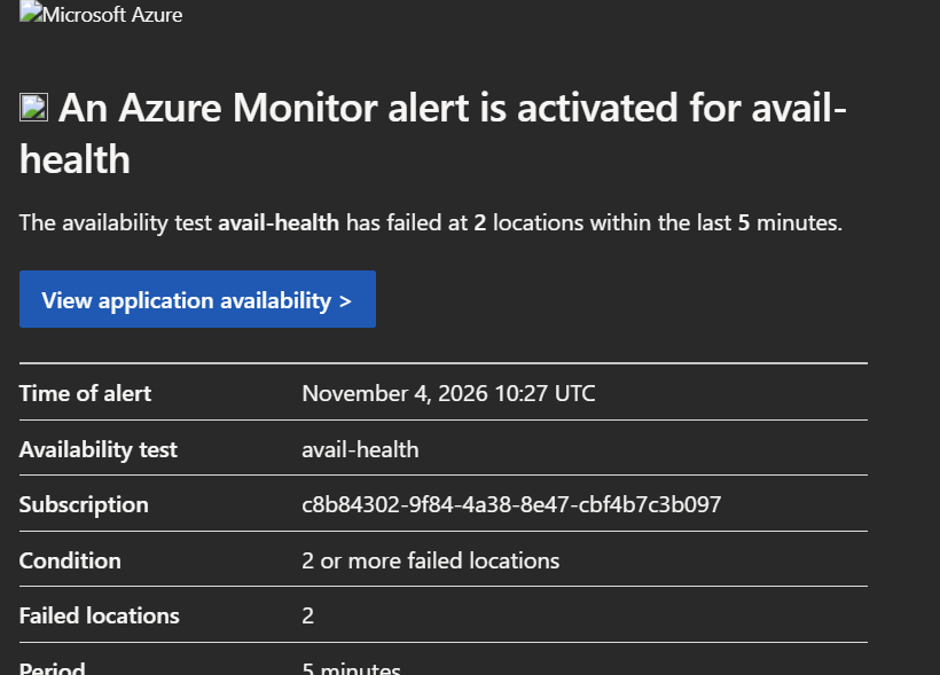 Microsoft Azure
An Azure Monitor alert is activated for avail-
health
The availability test avail-health has failed at 2 locations within the last 5 minutes.
View application availability >
Time of alert November 4, 2026 10:27 UTC
Availability test avail-health
Subscription c8b84302-9f84-4a38-8e47-cbf4b7c3b097
Condition 2 or more failed locations
Failed locations 2
Period 5 minutes